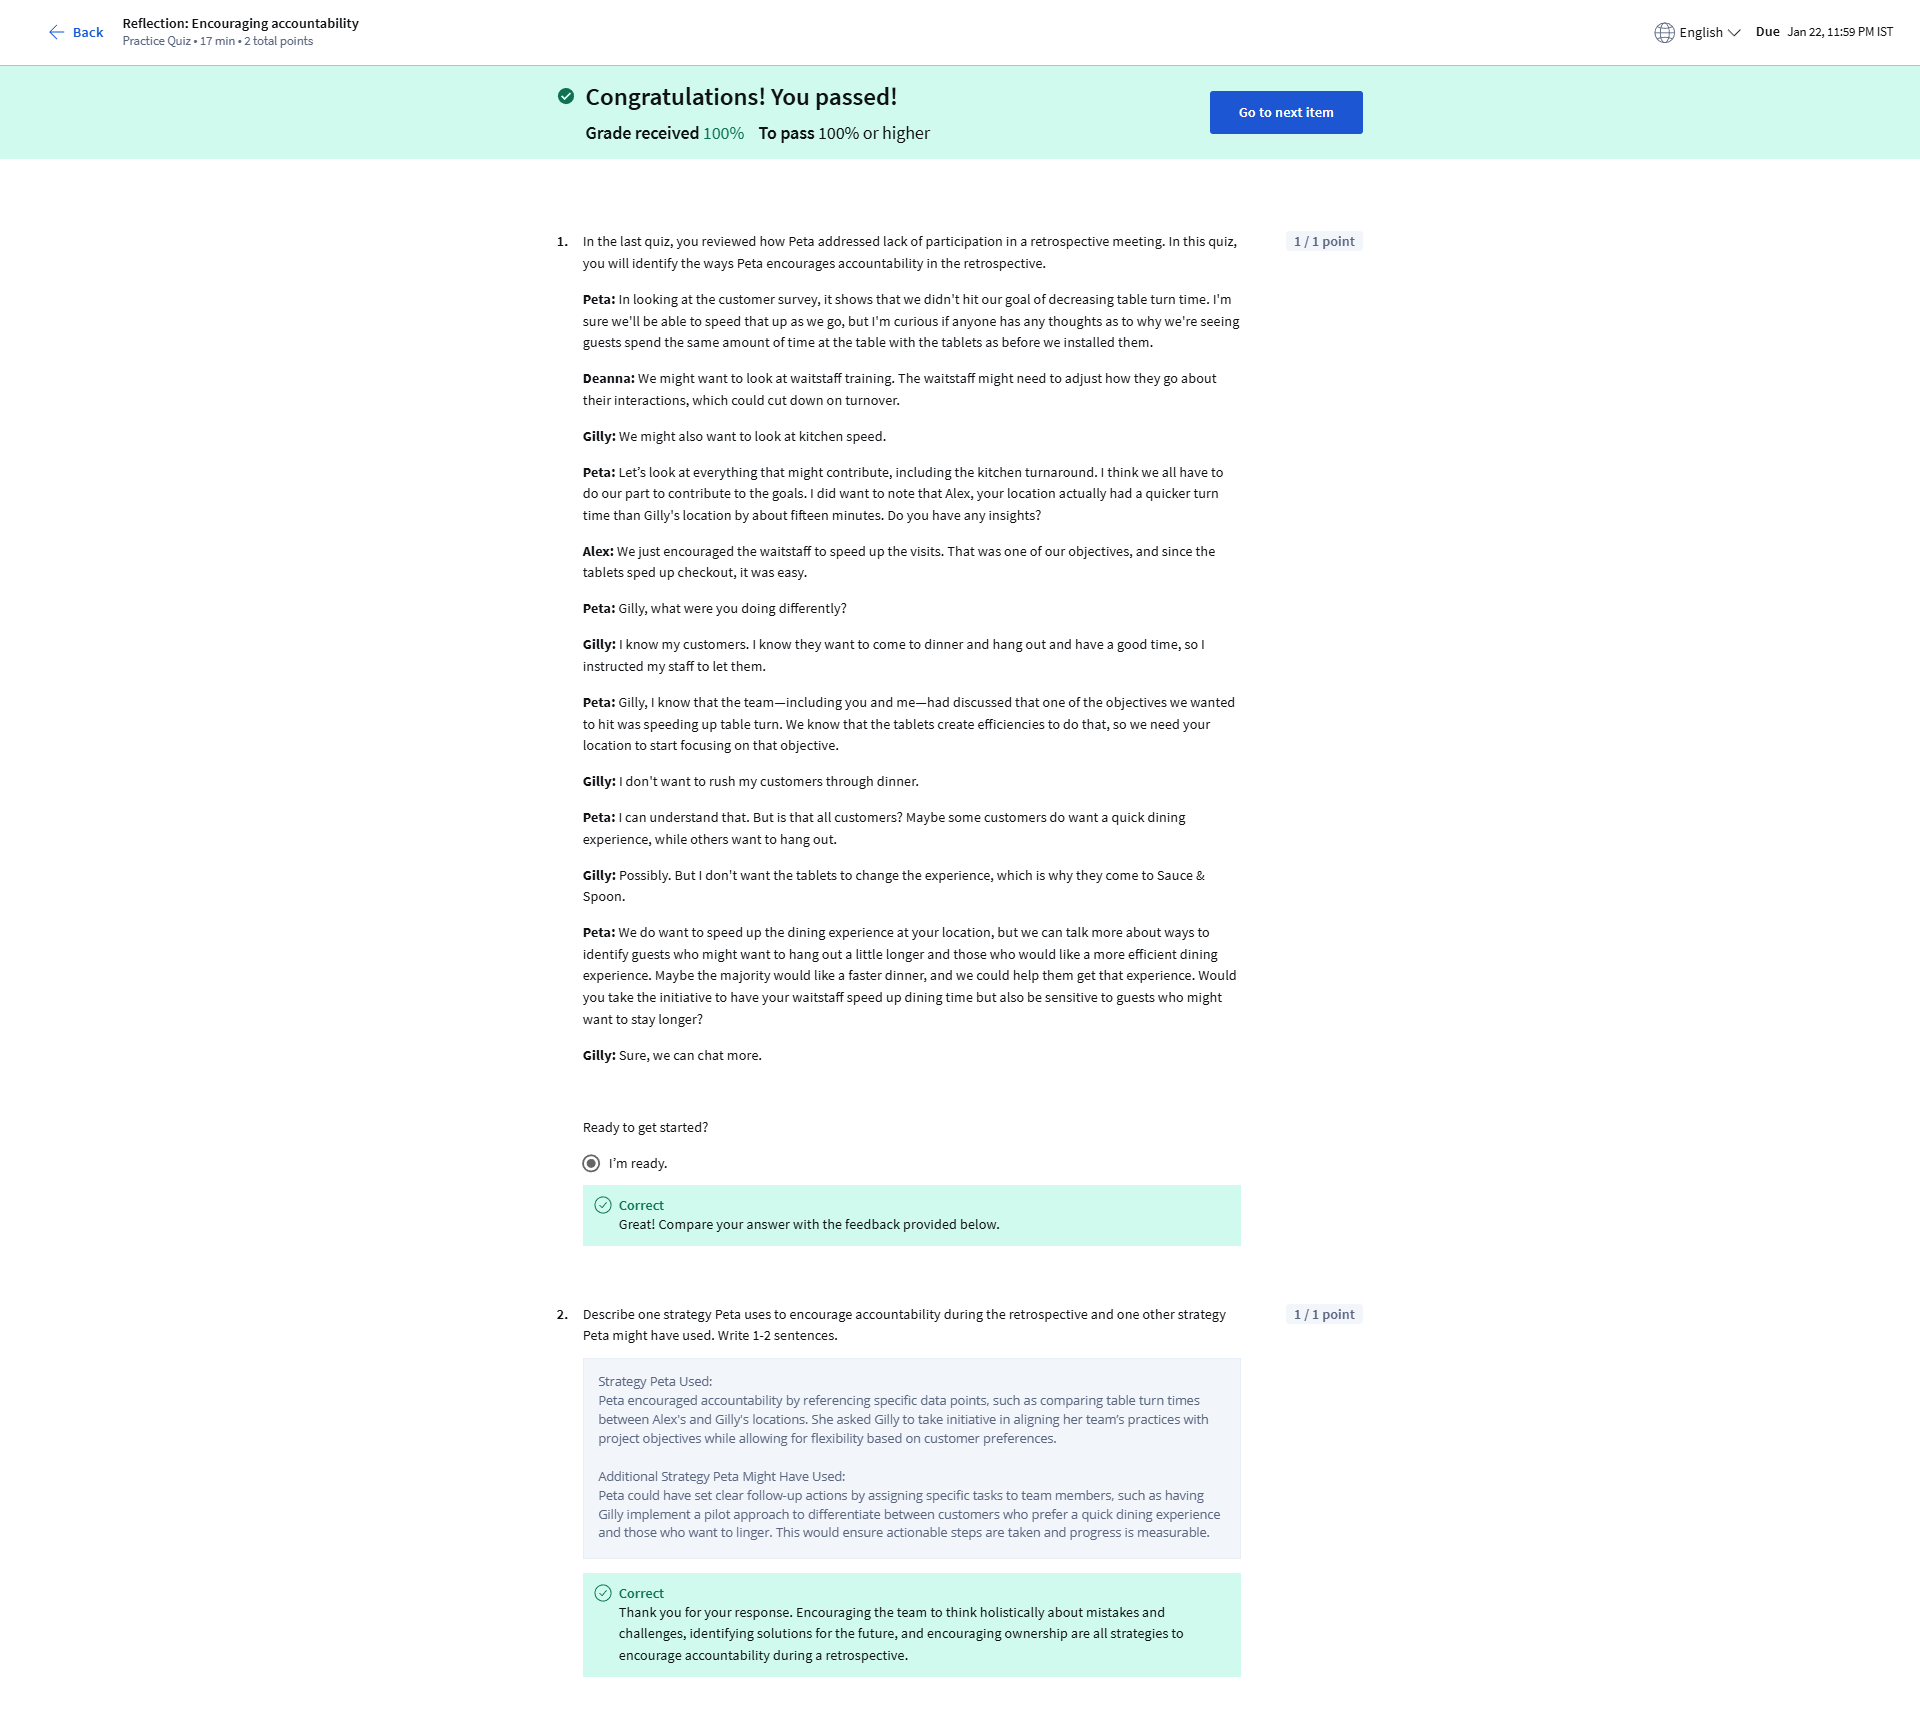 Back
Reflection: Encouraging accountability
Practice Quiz • 17 min • 2 total points
English
Due Jan 22, 11:59 PM IST
Congratulations! You passed!
Grade received 100% To pass 100% or higher
Go to next item
1. In the last quiz, you reviewed how Peta addressed lack of participation in a retrospective meeting. In this quiz,
you will identify the ways Peta encourages accountability in the retrospective.
1 / 1 point
Peta: In looking at the customer survey, it shows that we didn't hit our goal of decreasing table turn time. I'm
sure we'll be able to speed that up as we go, but I'm curious if anyone has any thoughts as to why we're seeing
guests spend the same amount of time at the table with the tablets as before we installed them.
Deanna: We might want to look at waitstaff training. The waitstaff might need to adjust how they go about
their interactions, which could cut down on turnover.
Gilly: We might also want to look at kitchen speed.
Peta: Let’s look at everything that might contribute, including the kitchen turnaround. I think we all have to
do our part to contribute to the goals. I did want to note that Alex, your location actually had a quicker turn
time than Gilly's location by about fifteen minutes. Do you have any insights?
Alex: We just encouraged the waitstaff to speed up the visits. That was one of our objectives, and since the
tablets sped up checkout, it was easy.
Peta: Gilly, what were you doing differently?
Gilly: I know my customers. I know they want to come to dinner and hang out and have a good time, so I
instructed my staff to let them.
Peta: Gilly, I know that the team—including you and me—had discussed that one of the objectives we wanted
to hit was speeding up table turn. We know that the tablets create efficiencies to do that, so we need your
location to start focusing on that objective.
Gilly: I don't want to rush my customers through dinner.
Peta: I can understand that. But is that all customers? Maybe some customers do want a quick dining
experience, while others want to hang out.
Gilly: Possibly. But I don't want the tablets to change the experience, which is why they come to Sauce &
Spoon.
Peta: We do want to speed up the dining experience at your location, but we can talk more about ways to
identify guests who might want to hang out a little longer and those who would like a more efficient dining
experience. Maybe the majority would like a faster dinner, and we could help them get that experience. Would
you take the initiative to have your waitstaff speed up dining time but also be sensitive to guests who might
want to stay longer?
Gilly: Sure, we can chat more.
Ready to get started?
I’m ready.
Correct
Great! Compare your answer with the feedback provided below.
2. Describe one strategy Peta uses to encourage accountability during the retrospective and one other strategy
Peta might have used. Write 1-2 sentences.
1 / 1 point
Strategy Peta Used:
Peta encouraged accountability by referencing specific data points, such as comparing table turn times
between Alex's and Gilly's locations. She asked Gilly to take initiative in aligning her team’s practices with
project objectives while allowing for flexibility based on customer preferences.
Additional Strategy Peta Might Have Used:
Peta could have set clear follow-up actions by assigning specific tasks to team members, such as having
Gilly implement a pilot approach to differentiate between customers who prefer a quick dining experience
and those who want to linger. This would ensure actionable steps are taken and progress is measurable.
Correct
Thank you for your response. Encouraging the team to think holistically about mistakes and
challenges, identifying solutions for the future, and encouraging ownership are all strategies to
encourage accountability during a retrospective.